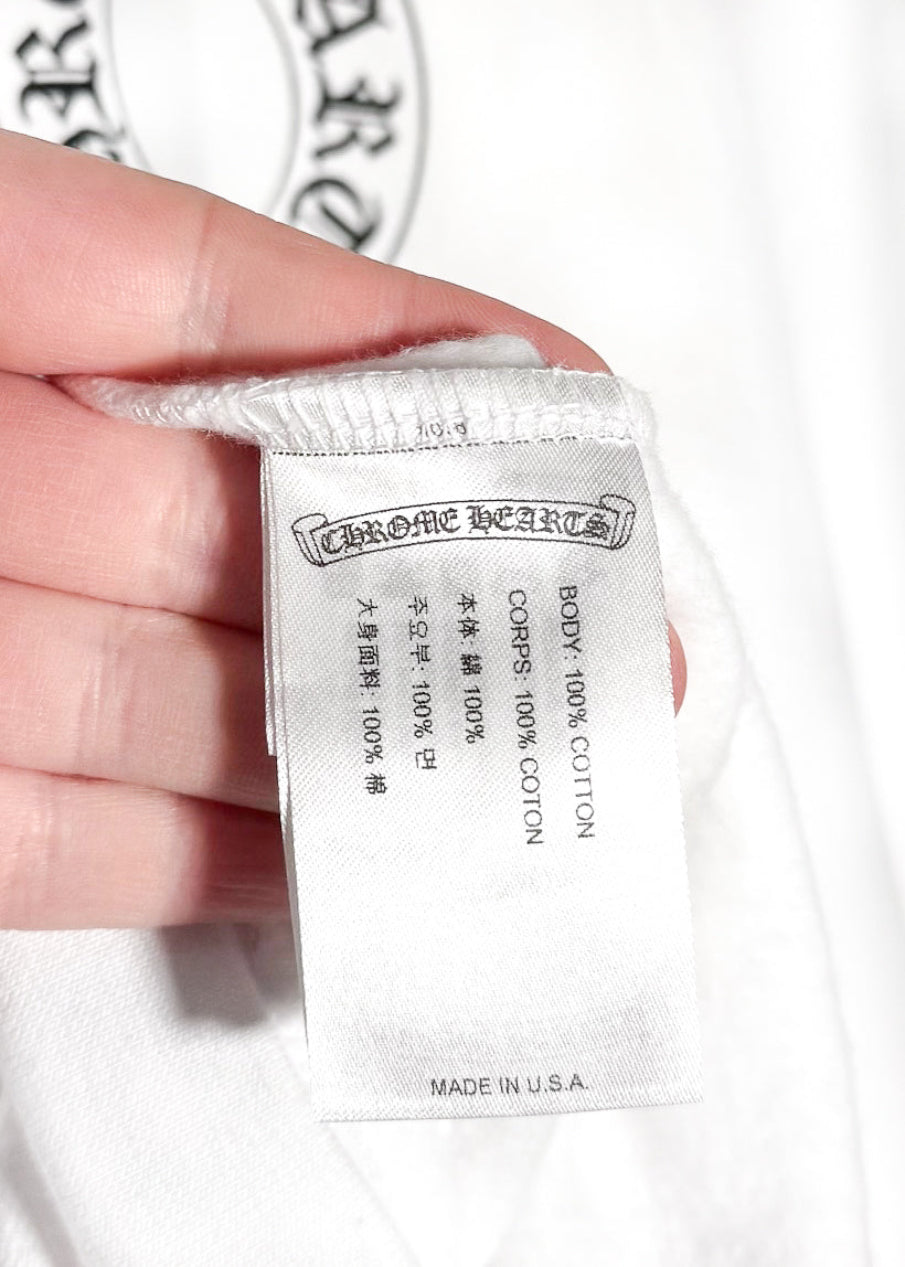 CHROME HEARTS
BODY: 100% COTTON
CORPS: 100% COTON
本体: 綿 100%
주요부: 100% 면
大身面料: 100% 棉
MADE IN U.S.A.